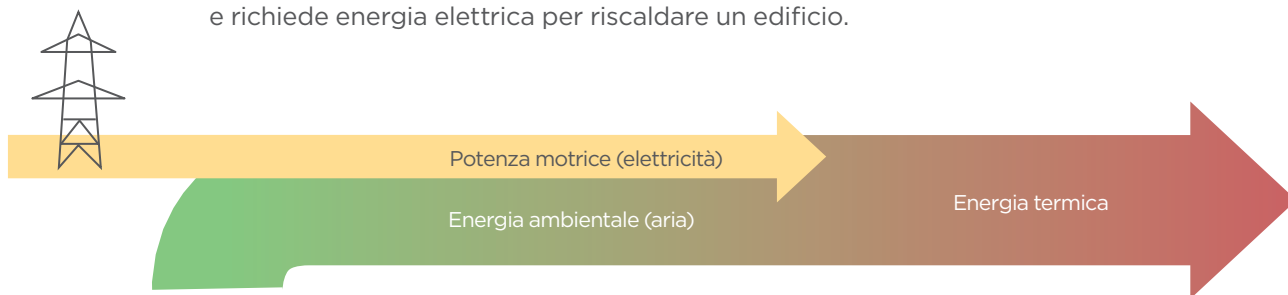 e richiede energia elettrica per riscaldare un edificio.
Potenza motrice (elettricità)
Energia ambientale (aria)
Energia termica